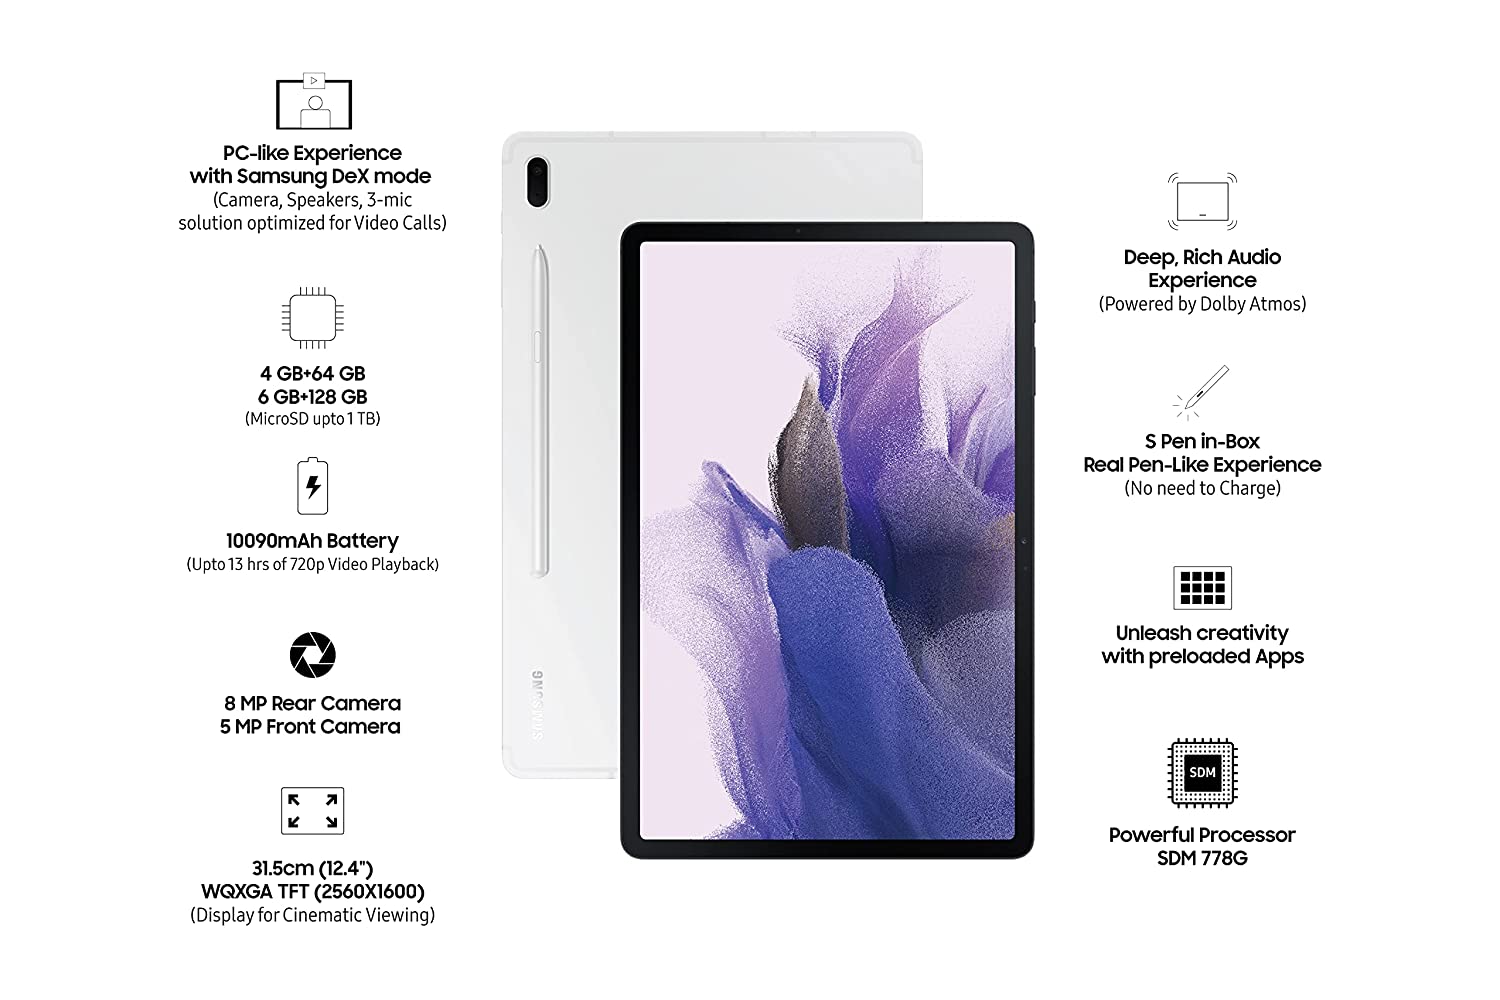 PC-like Experience
with Samsung DeX mode
(Camera, Speakers, 3-mic
solution optimized for Video Calls)
4 GB+64 GB
6 GB+128 GB
(MicroSD upto 1 TB)
10090mAh Battery
(Upto 13 hrs of 720p Video Playback)
8 MP Rear Camera
5 MP Front Camera
31.5cm (12.4")
WQXGA TFT (2560X1600)
(Display for Cinematic Viewing)
SAMSUNG
Deep, Rich Audio
Experience
(Powered by Dolby Atmos)
S Pen in-Box
Real Pen-Like Experience
(No need to Charge)
Unleash creativity
with preloaded Apps
SDM
Powerful Processor
SDM 778G